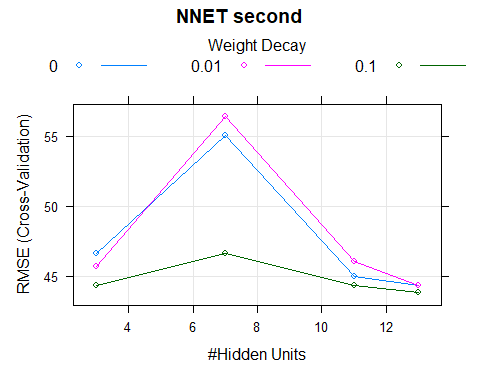 NNET second
Weight Decay
0 0.01 0.1
RMSE (Cross-Validation)
55
50
45
4 6 8 10 12
#Hidden Units